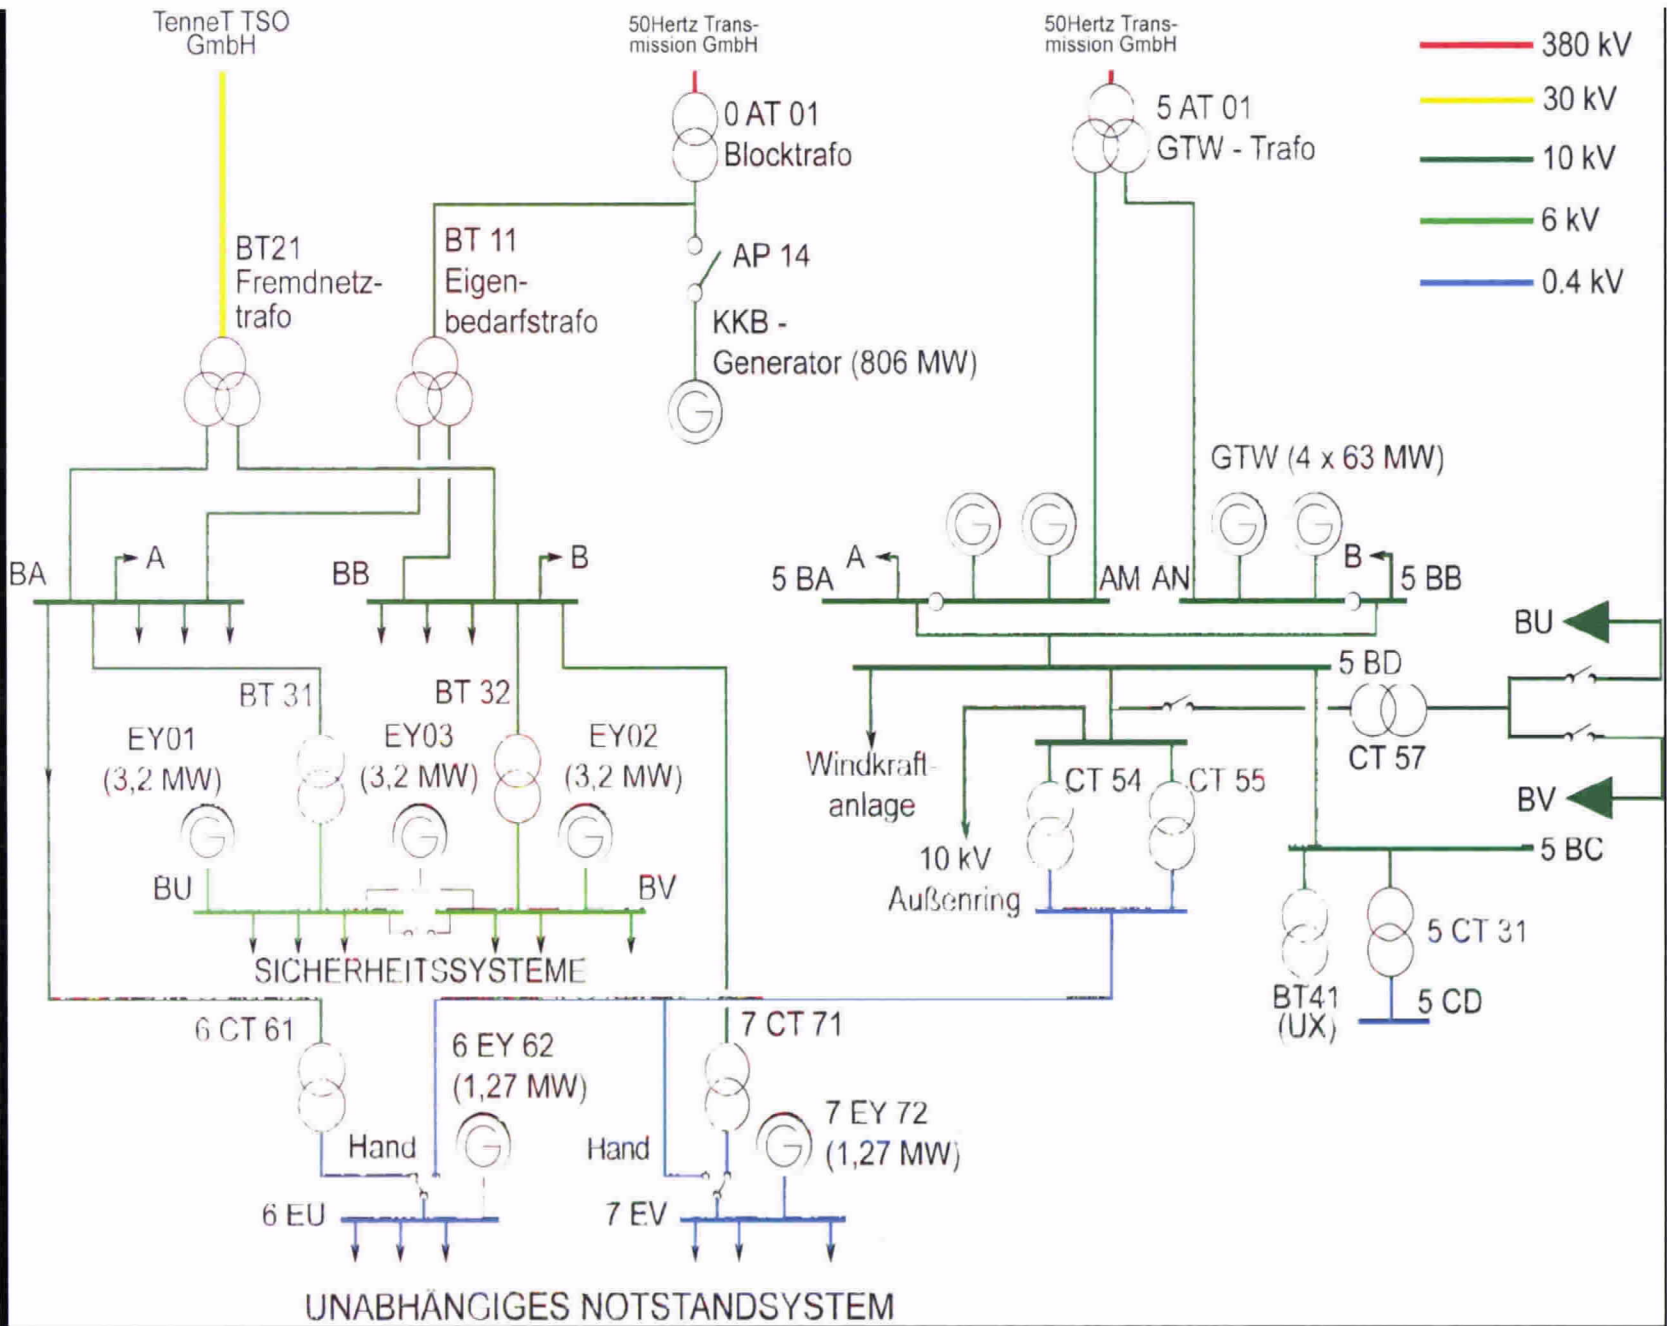 TenneT TSO
GmbH
50Hertz Trans-
mission GmbH
50Hertz Trans-
mission GmbH
380 kV
30 kV
10 kV
6 kV
0.4 kV
0 AT 01
Blocktrafo
5 AT 01
GTW - Trafo
BT21
Fremdnetz-
trafo
BT 11
Eigen-
bedarfstrafo
AP 14
KKB -
Generator (806 MW)
G
GTW (4 x 63 MW)
G
G
G
G
BA
A
BB
B
5 BA
A
AM
AN
B
5 BB
BU
5 BD
BT 31
BT 32
EY01
(3,2 MW)
EY03
(3,2 MW)
EY02
(3,2 MW)
G
G
G
Windkraft-
anlage
CT 54
CT 55
CT 57
BV
10 kV
Außenring
5 BC
BU
BV
SICHERHEITSSYSTEME
5 CT 31
BT41
(UX)
5 CD
6 CT 61
6 EY 62
(1,27 MW)
7 CT 71
7 EY 72
(1,27 MW)
Hand
G
Hand
G
6 EU
7 EV
UNABHÄNGIGES NOTSTANDSYSTEM